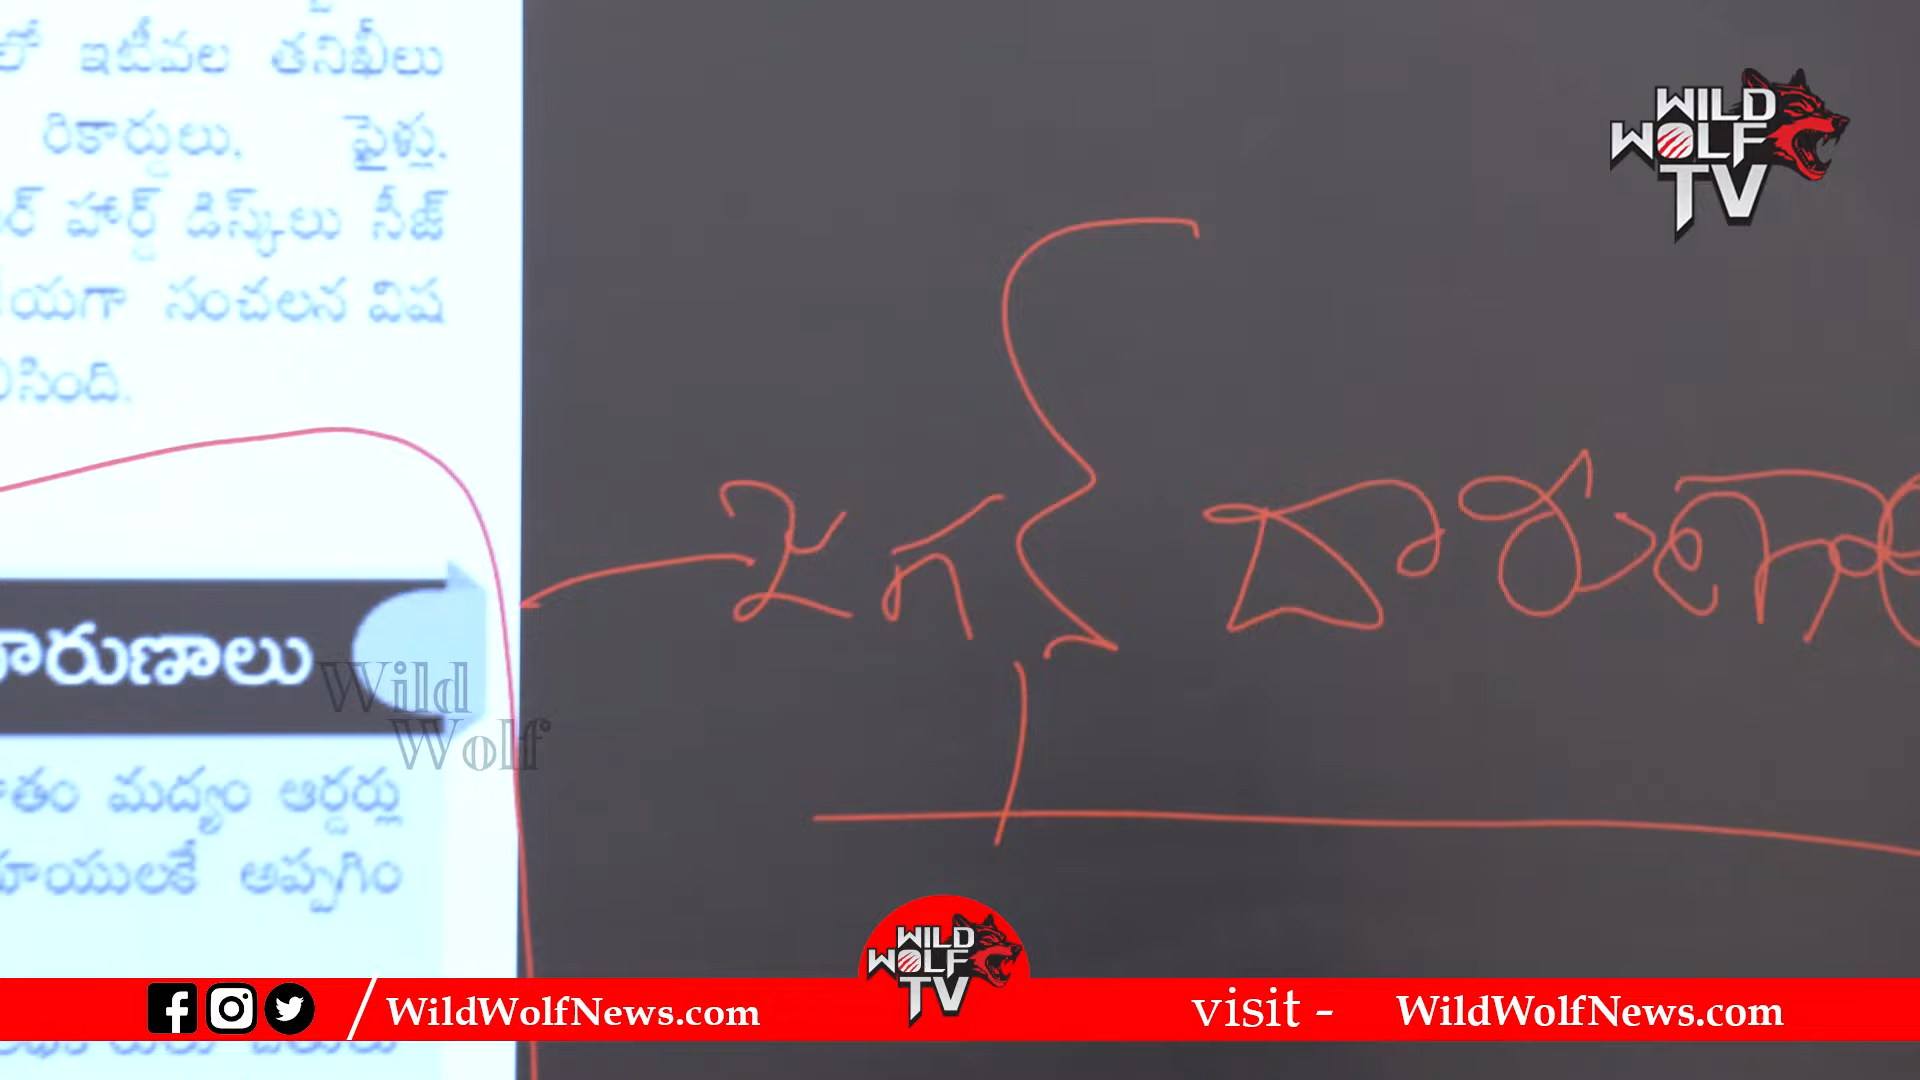 ఇటీవల తనిఖీలు
రికార్డులు, ఫైళ్లు,
హార్డ్ డిస్క్‌లు సీజ్
సంచలన విష
WILD
WOLF
TV
జగన్
దారుణాలు
Wild
Wolf
మద్యం ఆర్డర్లు
అప్పగిం
WILD
WOLF
TV
WildWolfNews.com
visit -
WildWolfNews.com